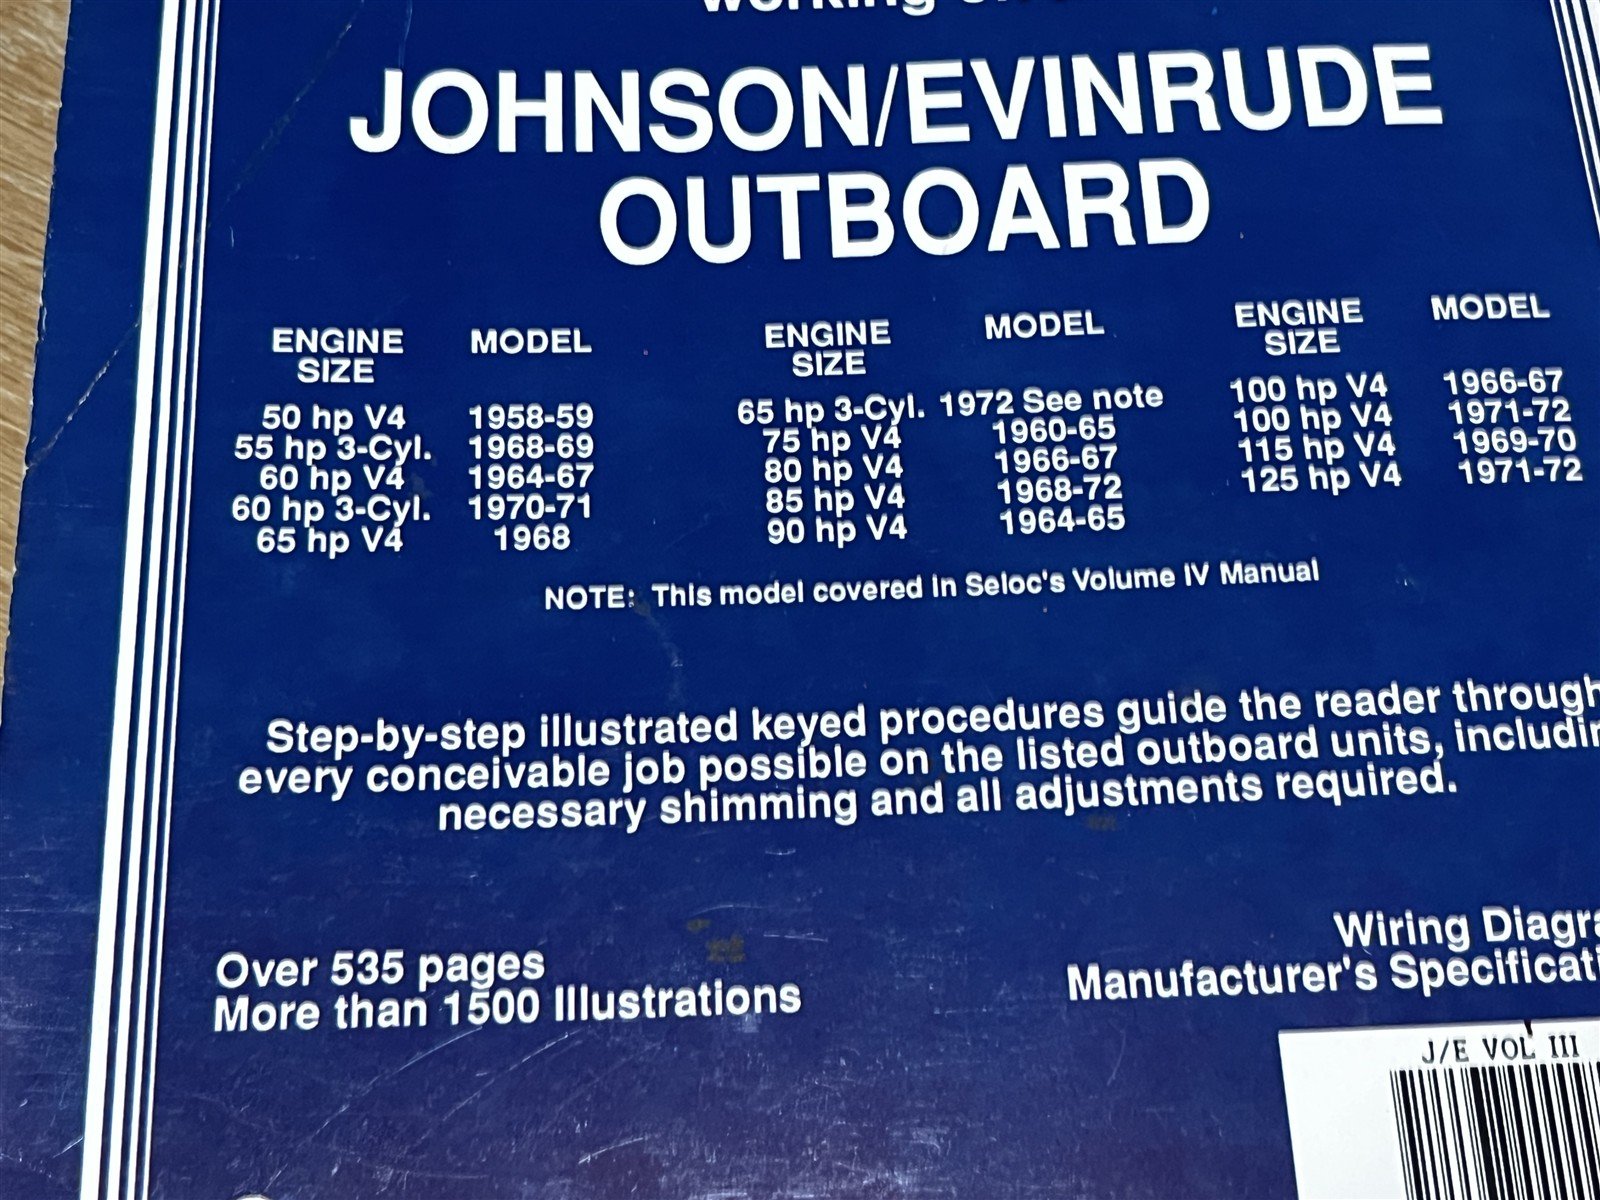 working
JOHNSON/EVINRUDE
OUTBOARD
ENGINE SIZE MODEL
50 hp V4 1958-59
55 hp 3-Cyl. 1968-69
60 hp V4 1964-67
60 hp 3-Cyl. 1970-71
65 hp V4 1968
ENGINE SIZE MODEL
65 hp 3-Cyl. 1972 See note
75 hp V4 1960-65
80 hp V4 1966-67
85 hp V4 1968-72
90 hp V4 1964-65
ENGINE SIZE MODEL
100 hp V4 1966-67
100 hp V4 1971-72
115 hp V4 1969-70
125 hp V4 1971-72
NOTE: This model covered in Seloc's Volume IV Manual
Step-by-step illustrated keyed procedures guide the reader through
every conceivable job possible on the listed outboard units, includin
necessary shimming and all adjustments required.
Over 535 pages
More than 1500 Illustrations
Wiring Diagra
Manufacturer's Specificati
J/E VOL III